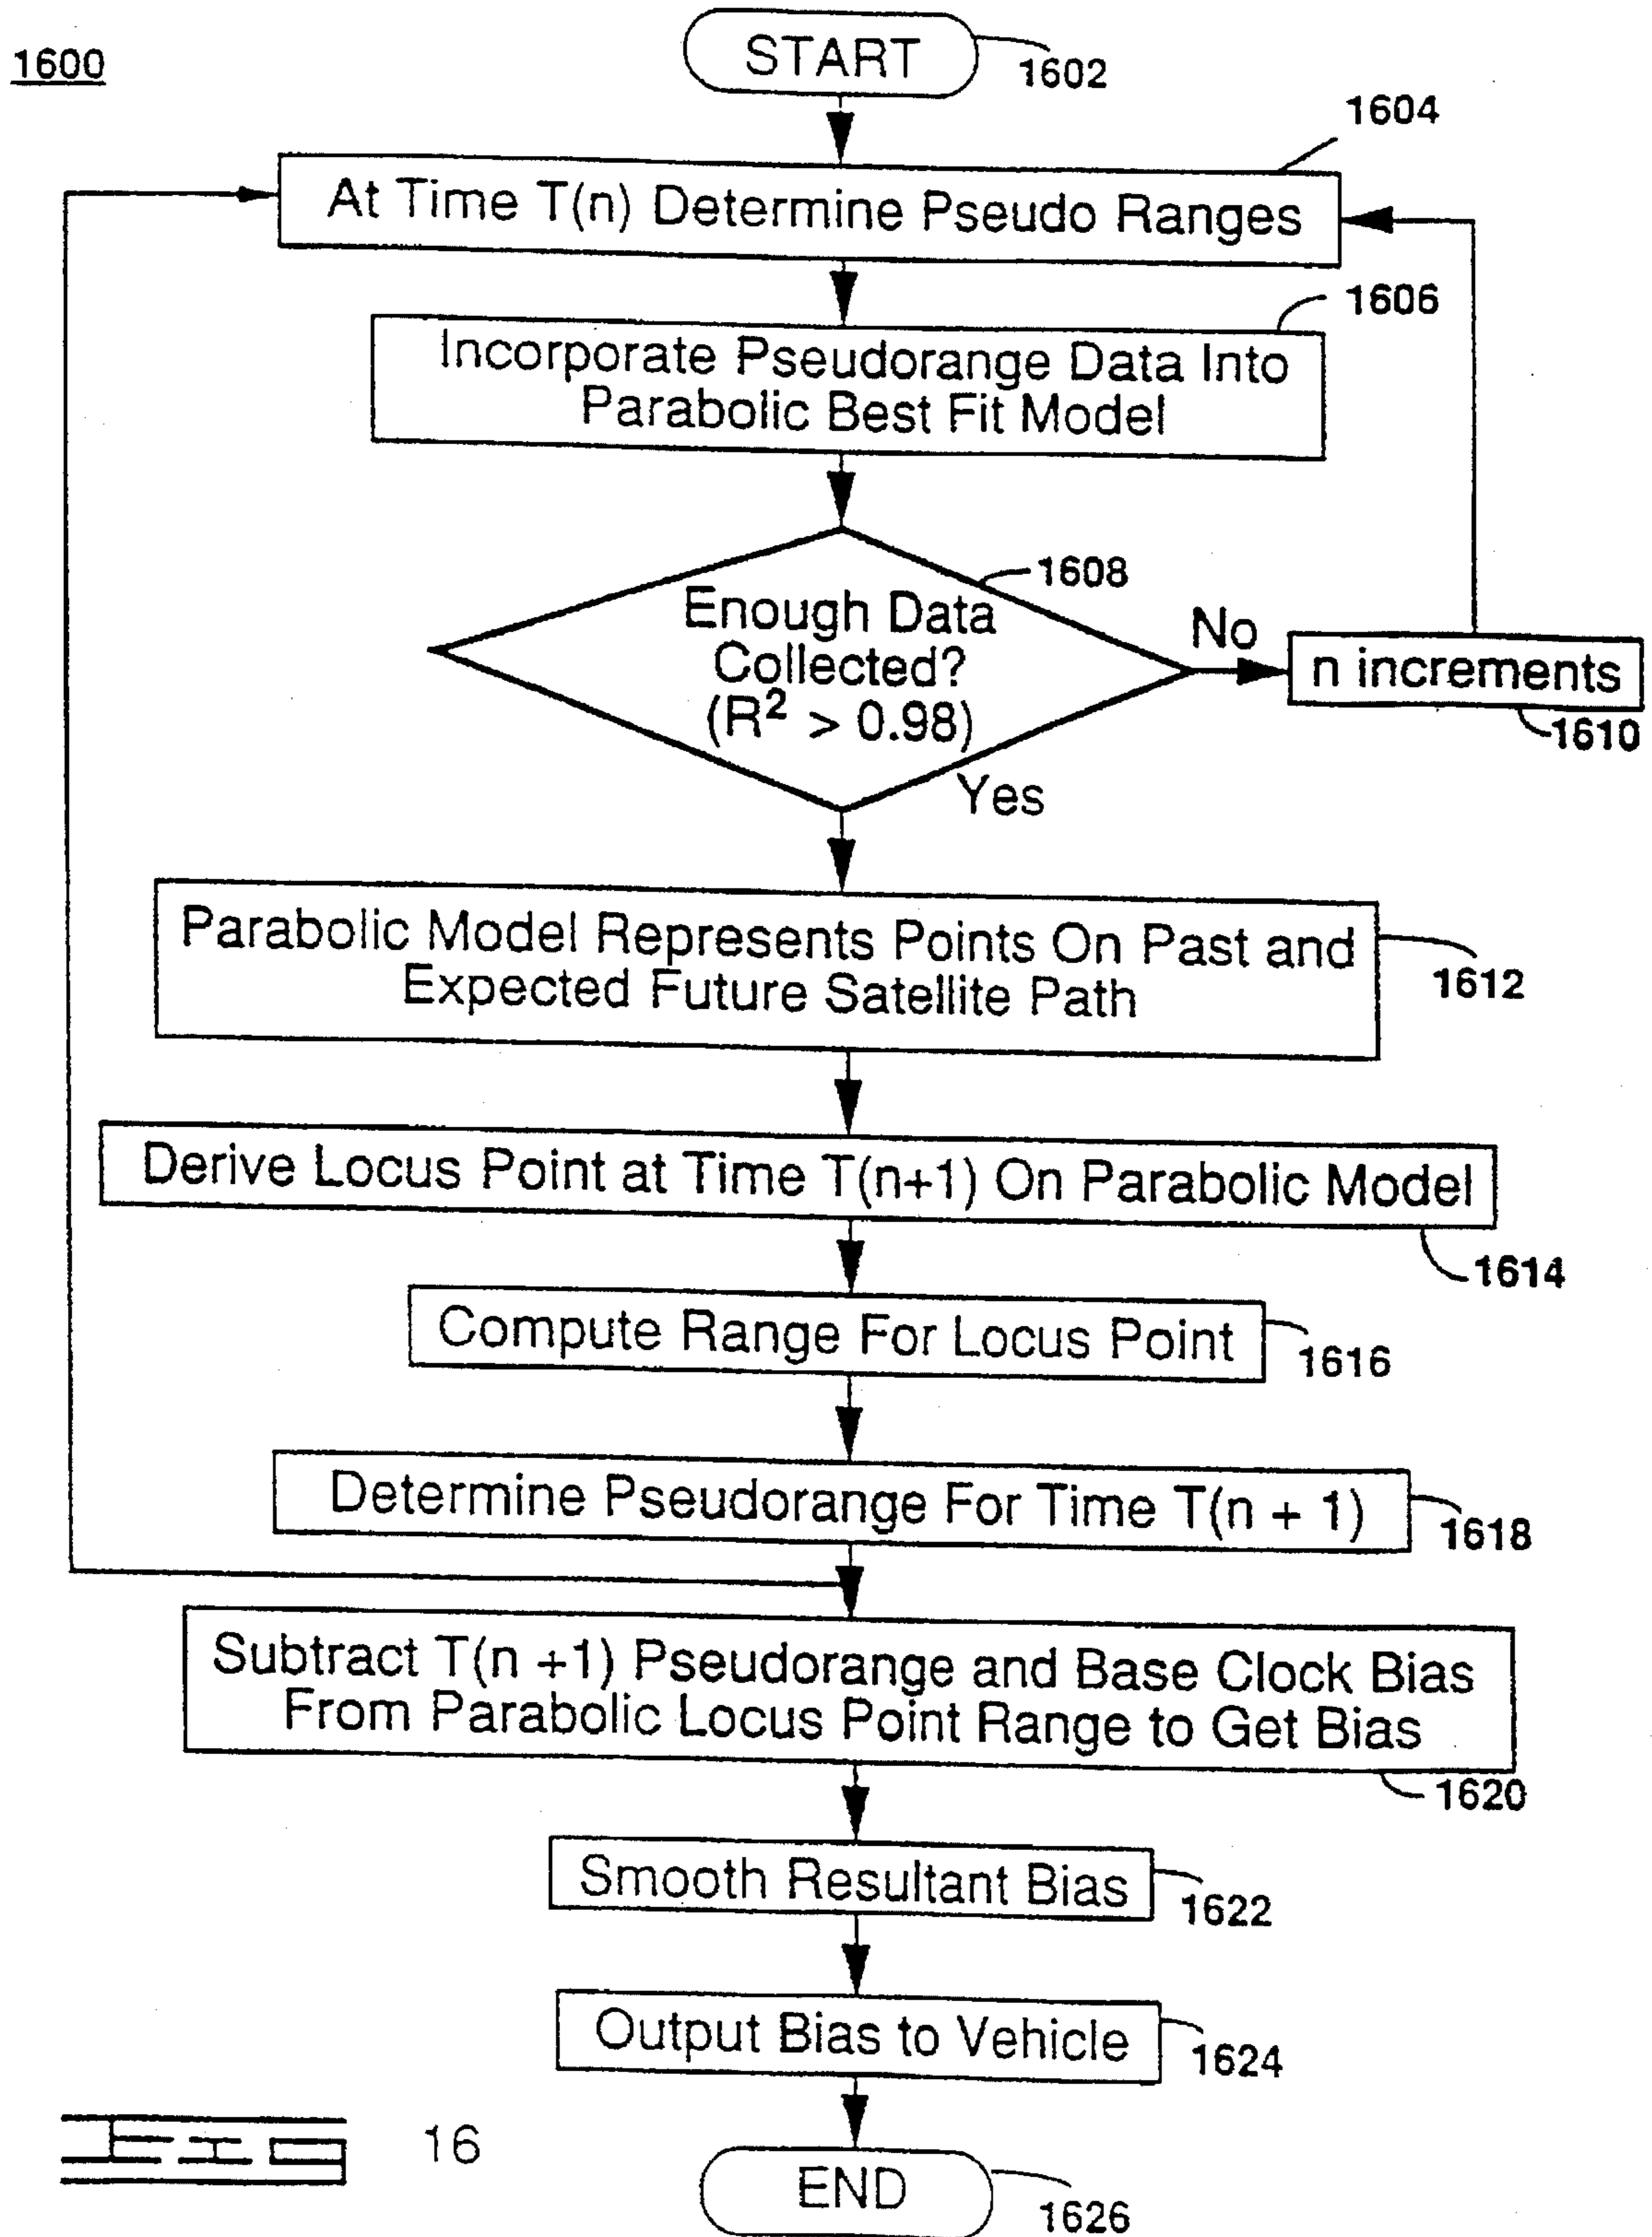 1600
START
1602
1604
At Time T(n) Determine Pseudo Ranges
1606
Incorporate Pseudorange Data Into
Parabolic Best Fit Model
1608
Enough Data
Collected?
(R² > 0.98)
No
n increments
1610
Yes
Parabolic Model Represents Points On Past and
Expected Future Satellite Path
1612
Derive Locus Point at Time T(n+1) On Parabolic Model
1614
Compute Range For Locus Point
1616
Determine Pseudorange For Time T(n + 1)
1618
Subtract T(n +1) Pseudorange and Base Clock Bias
From Parabolic Locus Point Range to Get Bias
1620
Smooth Resultant Bias
1622
Output Bias to Vehicle
1624
FIG 16
END
1626